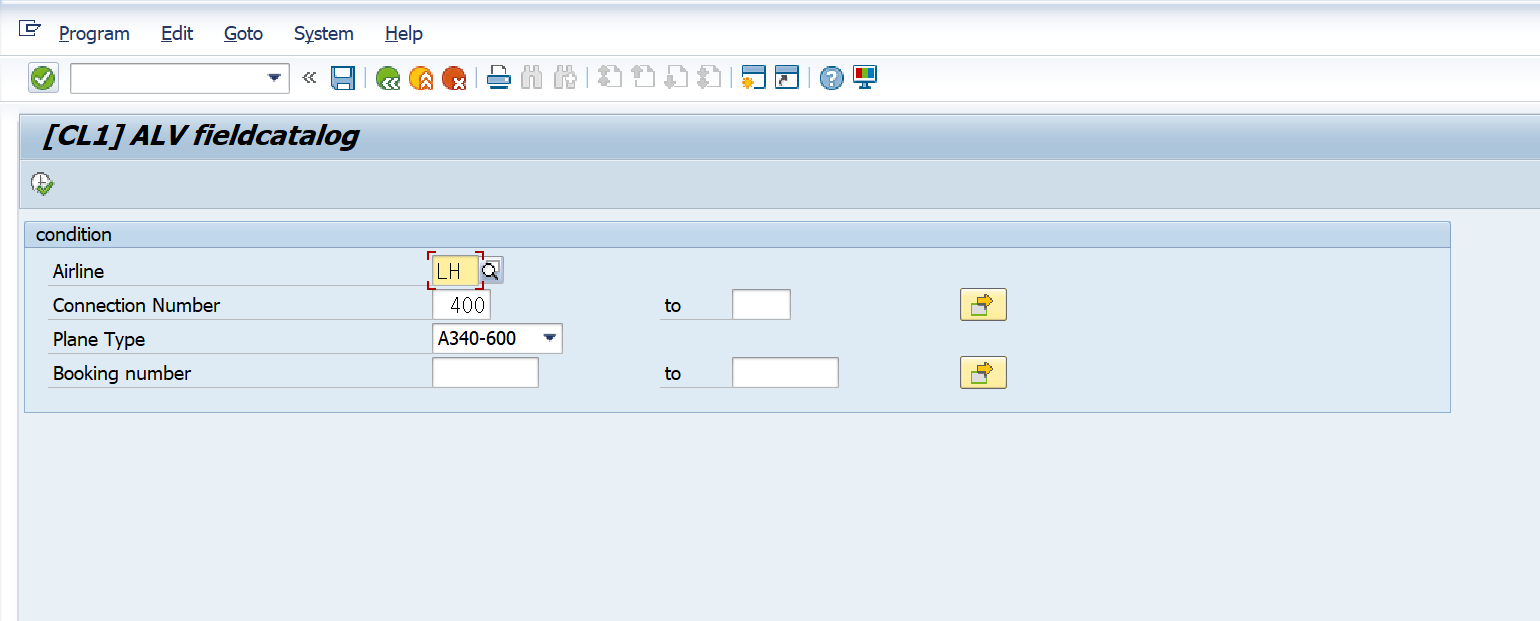 Program Edit Goto System Help
[CL1] ALV fieldcatalog
condition
Airline LH
Connection Number 400 to
Plane Type A340-600
Booking number to